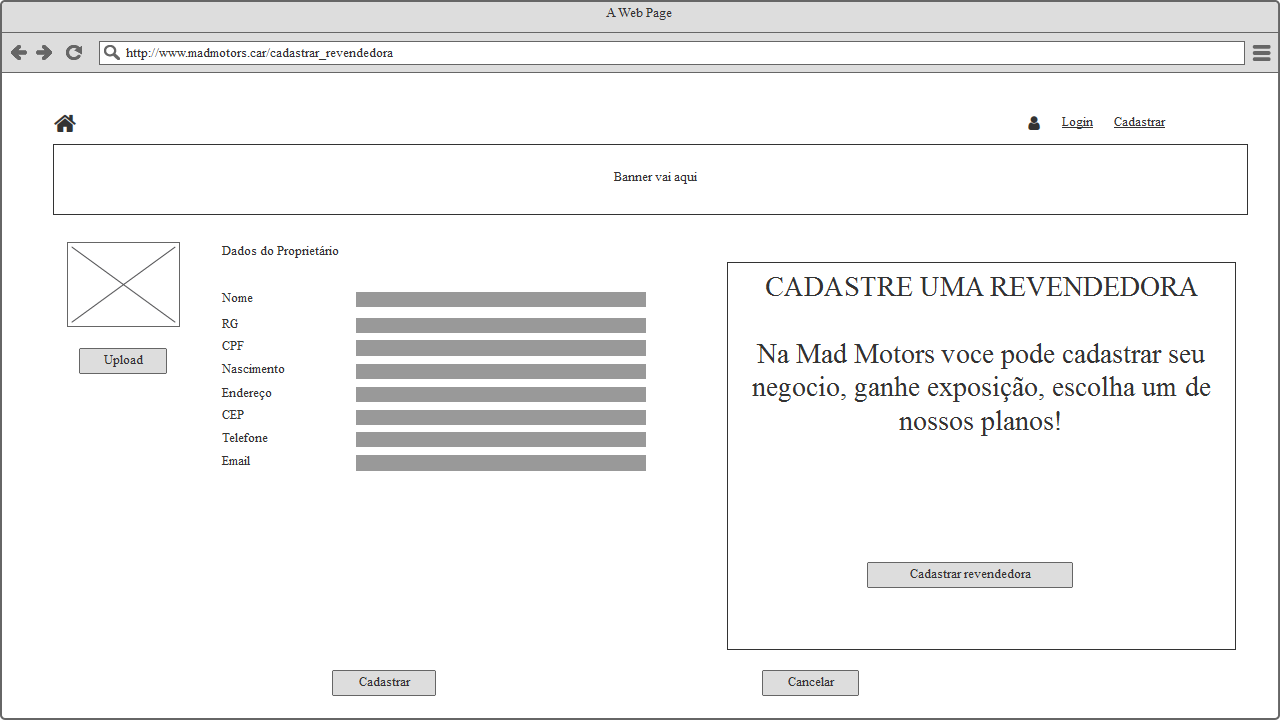 A Web Page
http://www.madmotors.car/cadastrar_revendedora
Login Cadastrar
Banner vai aqui
Dados do Proprietário
Nome
RG
CPF
Nascimento
Endereço
CEP
Telefone
Email
Upload
CADASTRE UMA REVENDEDORA
Na Mad Motors voce pode cadastrar seu
negocio, ganhe exposição, escolha um de
nossos planos!
Cadastrar revendedora
Cadastrar
Cancelar